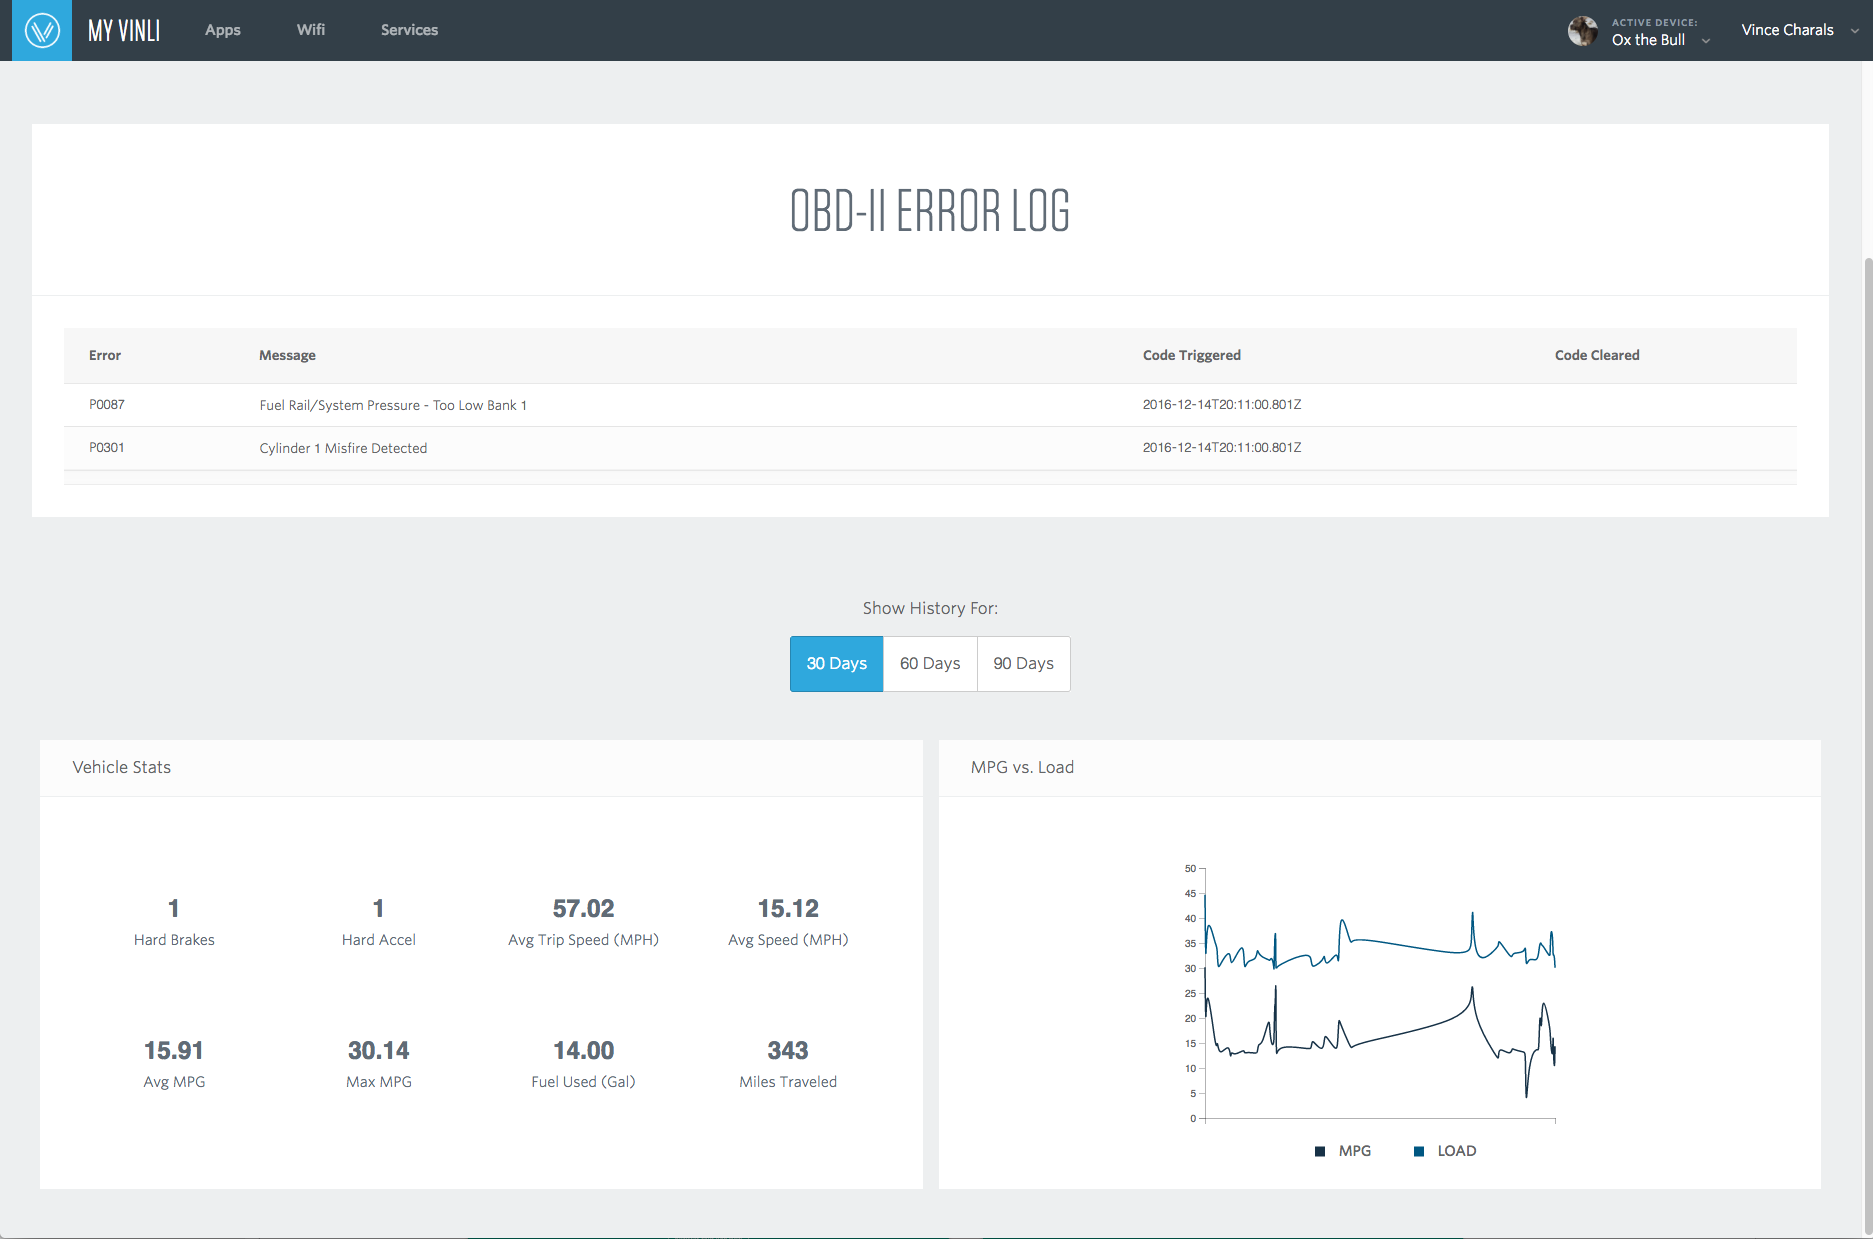 MY VINLI Apps Wifi Services ACTIVE DEVICE: Ox the Bull Vince Charals
OBD-II ERROR LOG
Error Message Code Triggered Code Cleared
P0087 Fuel Rail/System Pressure - Too Low Bank 1 2016-12-14T20:11:00.801Z
P0301 Cylinder 1 Misfire Detected 2016-12-14T20:11:00.801Z
Show History For:
30 Days 60 Days 90 Days
Vehicle Stats
1 1 57.02 15.12
Hard Brakes Hard Accel Avg Trip Speed (MPH) Avg Speed (MPH)
15.91 30.14 14.00 343
Avg MPG Max MPG Fuel Used (Gal) Miles Traveled
MPG vs. Load
50
45
40
35
30
25
20
15
10
5
0
MPG LOAD